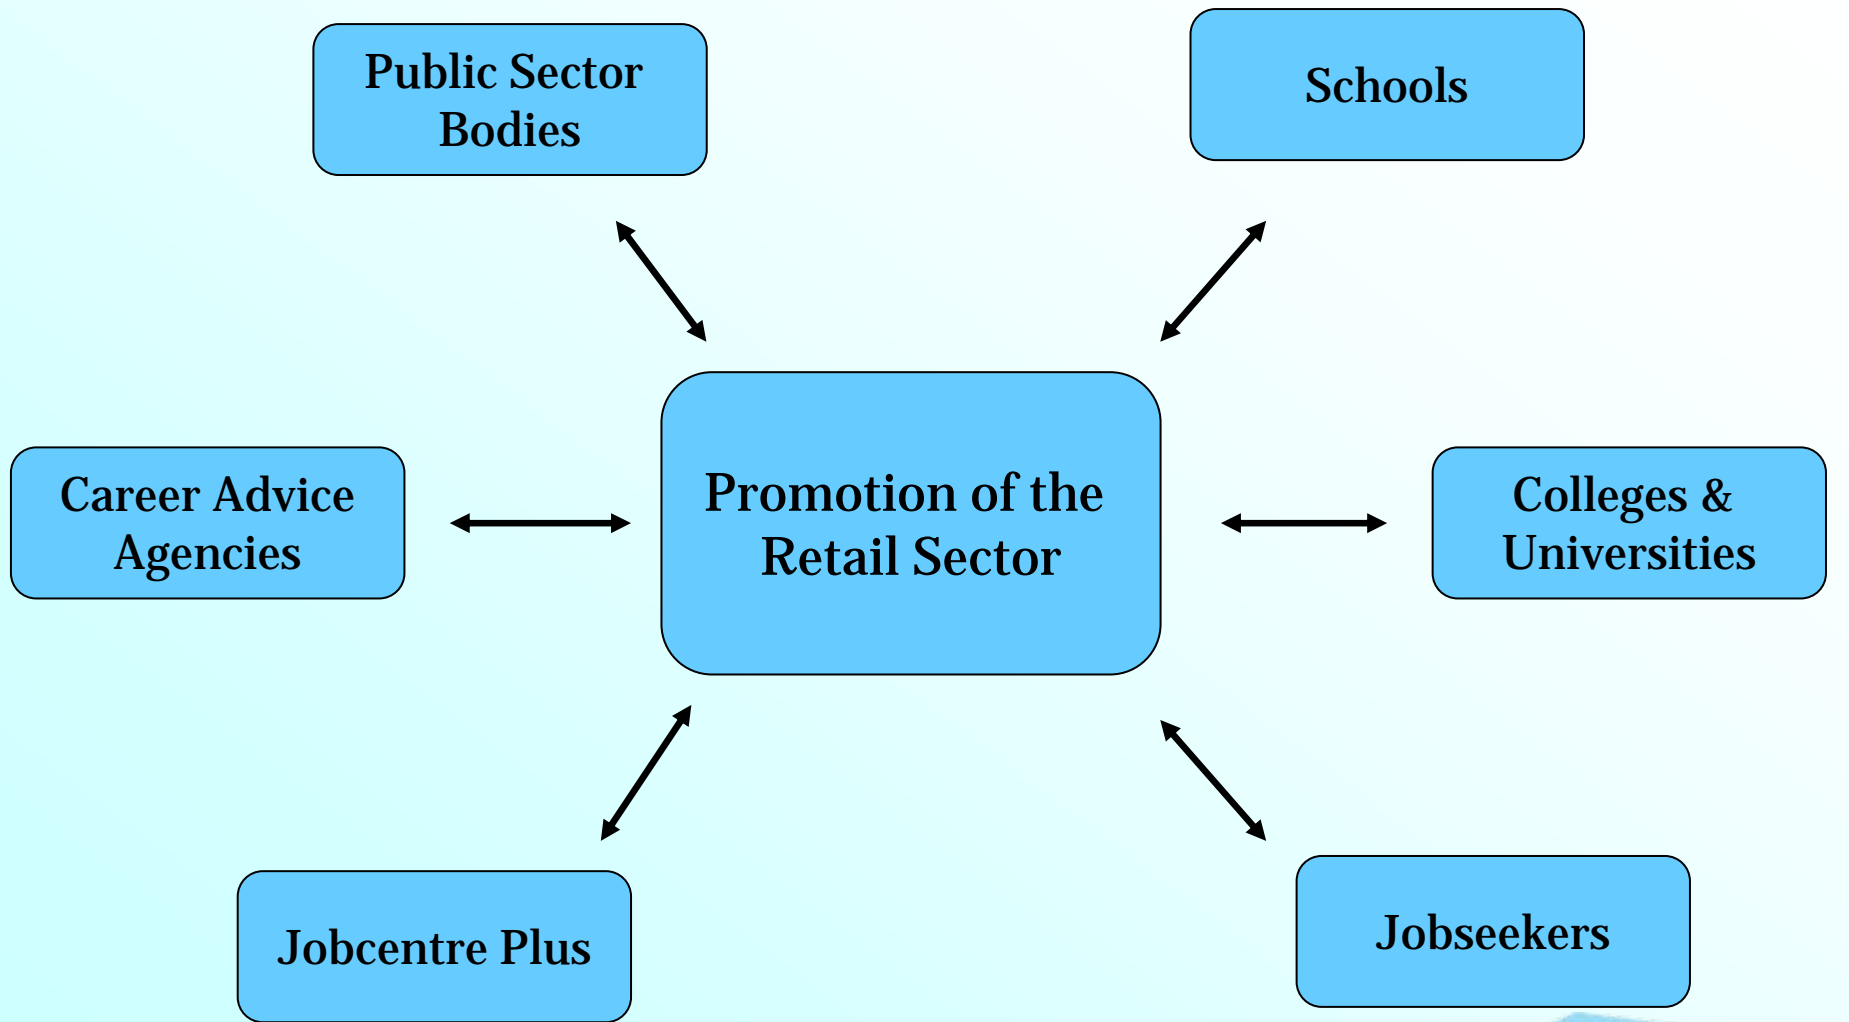 Public Sector
Bodies
Schools
Career Advice
Agencies
Promotion of the
Retail Sector
Colleges &
Universities
Jobcentre Plus
Jobseekers